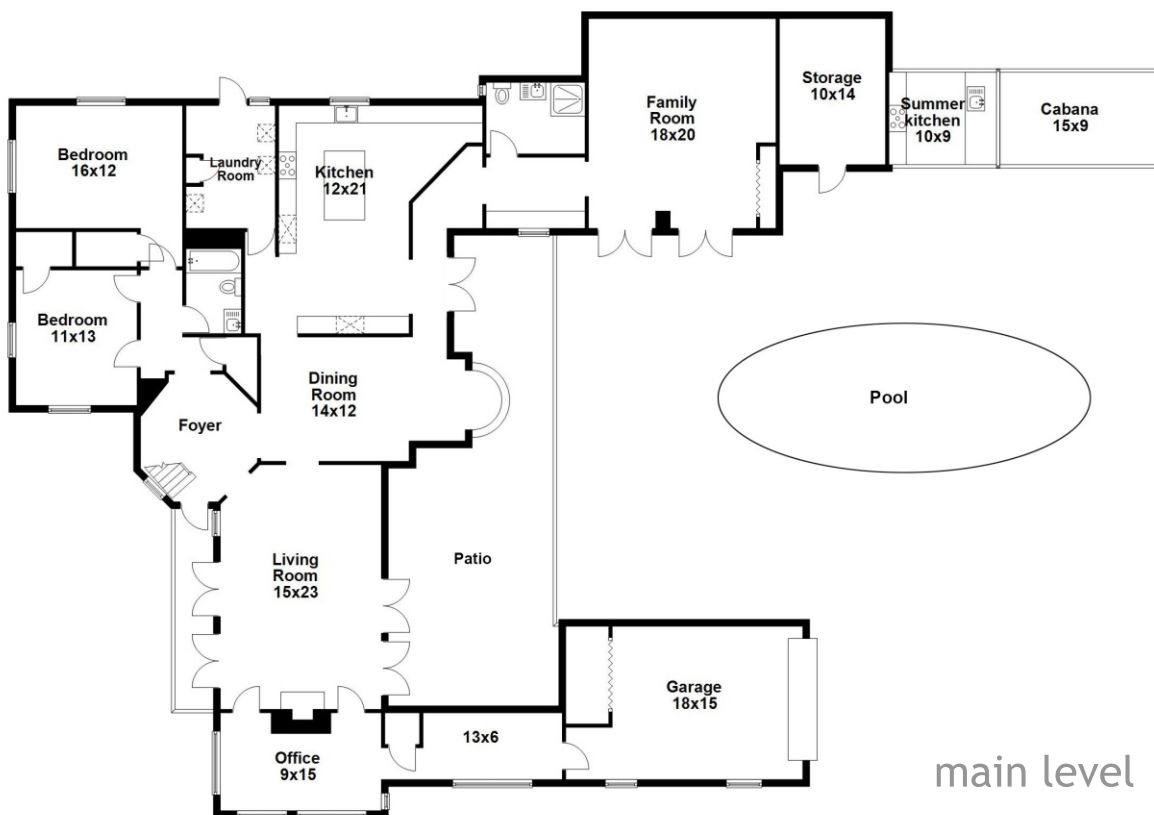 Storage
10x14
Family
Room
18x20
Summer
kitchen
10x9
Cabana
15x9
Bedroom
16x12
Laundry
Room
Kitchen
12x21
Bedroom
11x13
Dining
Room
14x12
Pool
Foyer
Living
Room
15x23
Patio
Garage
18x15
13x6
Office
9x15
main level